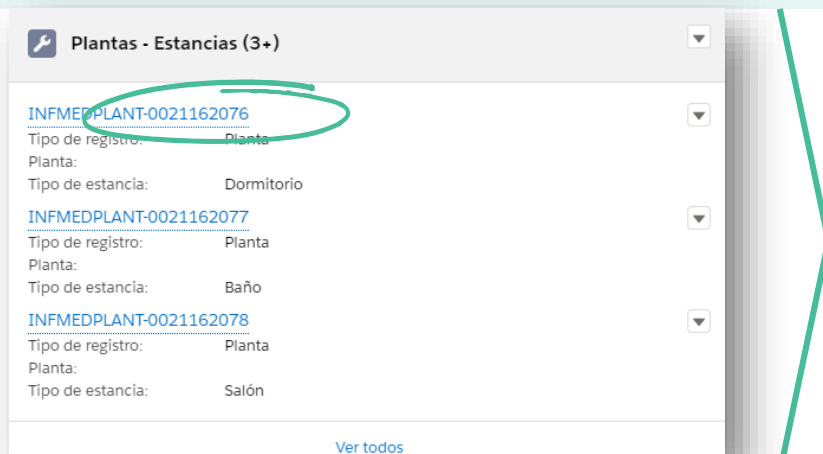 Plantas - Estancias (3+)
INFMEDPLANT-0021162076
Tipo de registro: Planta
Planta:
Tipo de estancia: Dormitorio
INFMEDPLANT-0021162077
Tipo de registro: Planta
Planta:
Tipo de estancia: Baño
INFMEDPLANT-0021162078
Tipo de registro: Planta
Planta:
Tipo de estancia: Salón
Ver todos